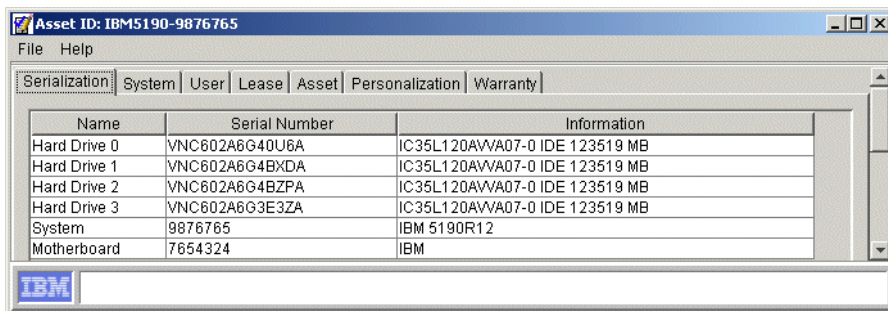 Asset ID: IBM5190-9876765
File Help
Serialization System User Lease Asset Personalization Warranty
Name Serial Number Information
Hard Drive 0 VNC602A6G40U6A IC35L120AVVA07-0 IDE 123519 MB
Hard Drive 1 VNC602A6G4BXDA IC35L120AVVA07-0 IDE 123519 MB
Hard Drive 2 VNC602A6G4BZPA IC35L120AVVA07-0 IDE 123519 MB
Hard Drive 3 VNC602A6G3E3ZA IC35L120AVVA07-0 IDE 123519 MB
System 9876765 IBM 5190R12
Motherboard 7654324 IBM
IBM